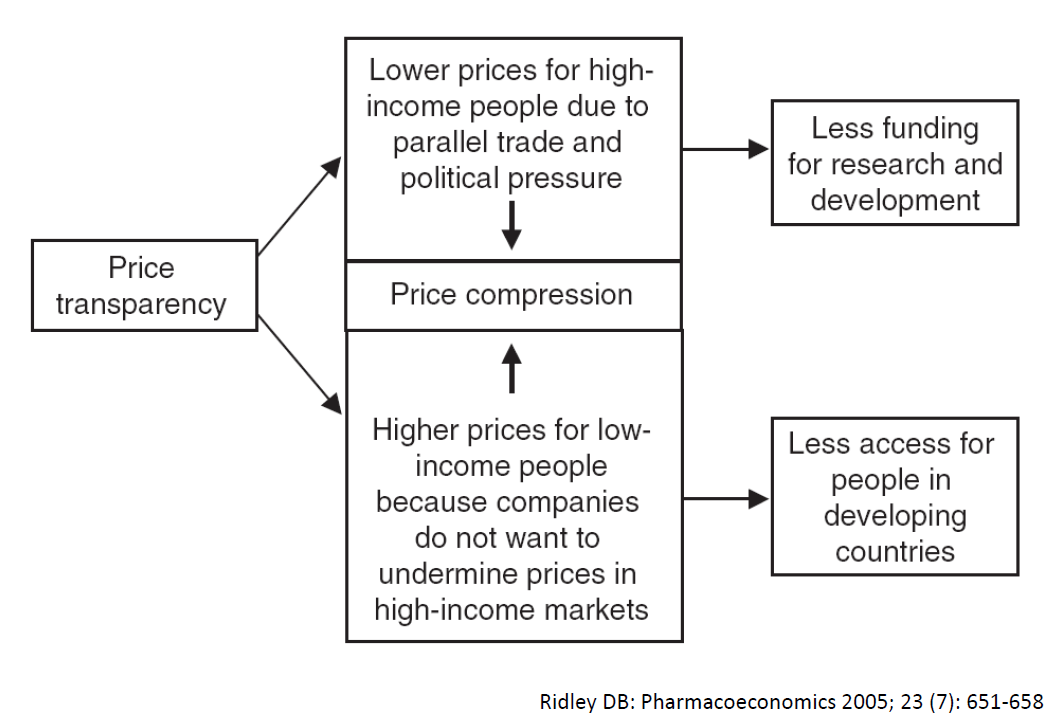 Price
transparency
Lower prices for high-
income people due to
parallel trade and
political pressure
Price compression
Higher prices for low-
income people
because companies
do not want to
undermine prices in
high-income markets
Less funding
for research and
development
Less access for
people in
developing
countries
Ridley DB: Pharmacoeconomics 2005; 23 (7): 651-658